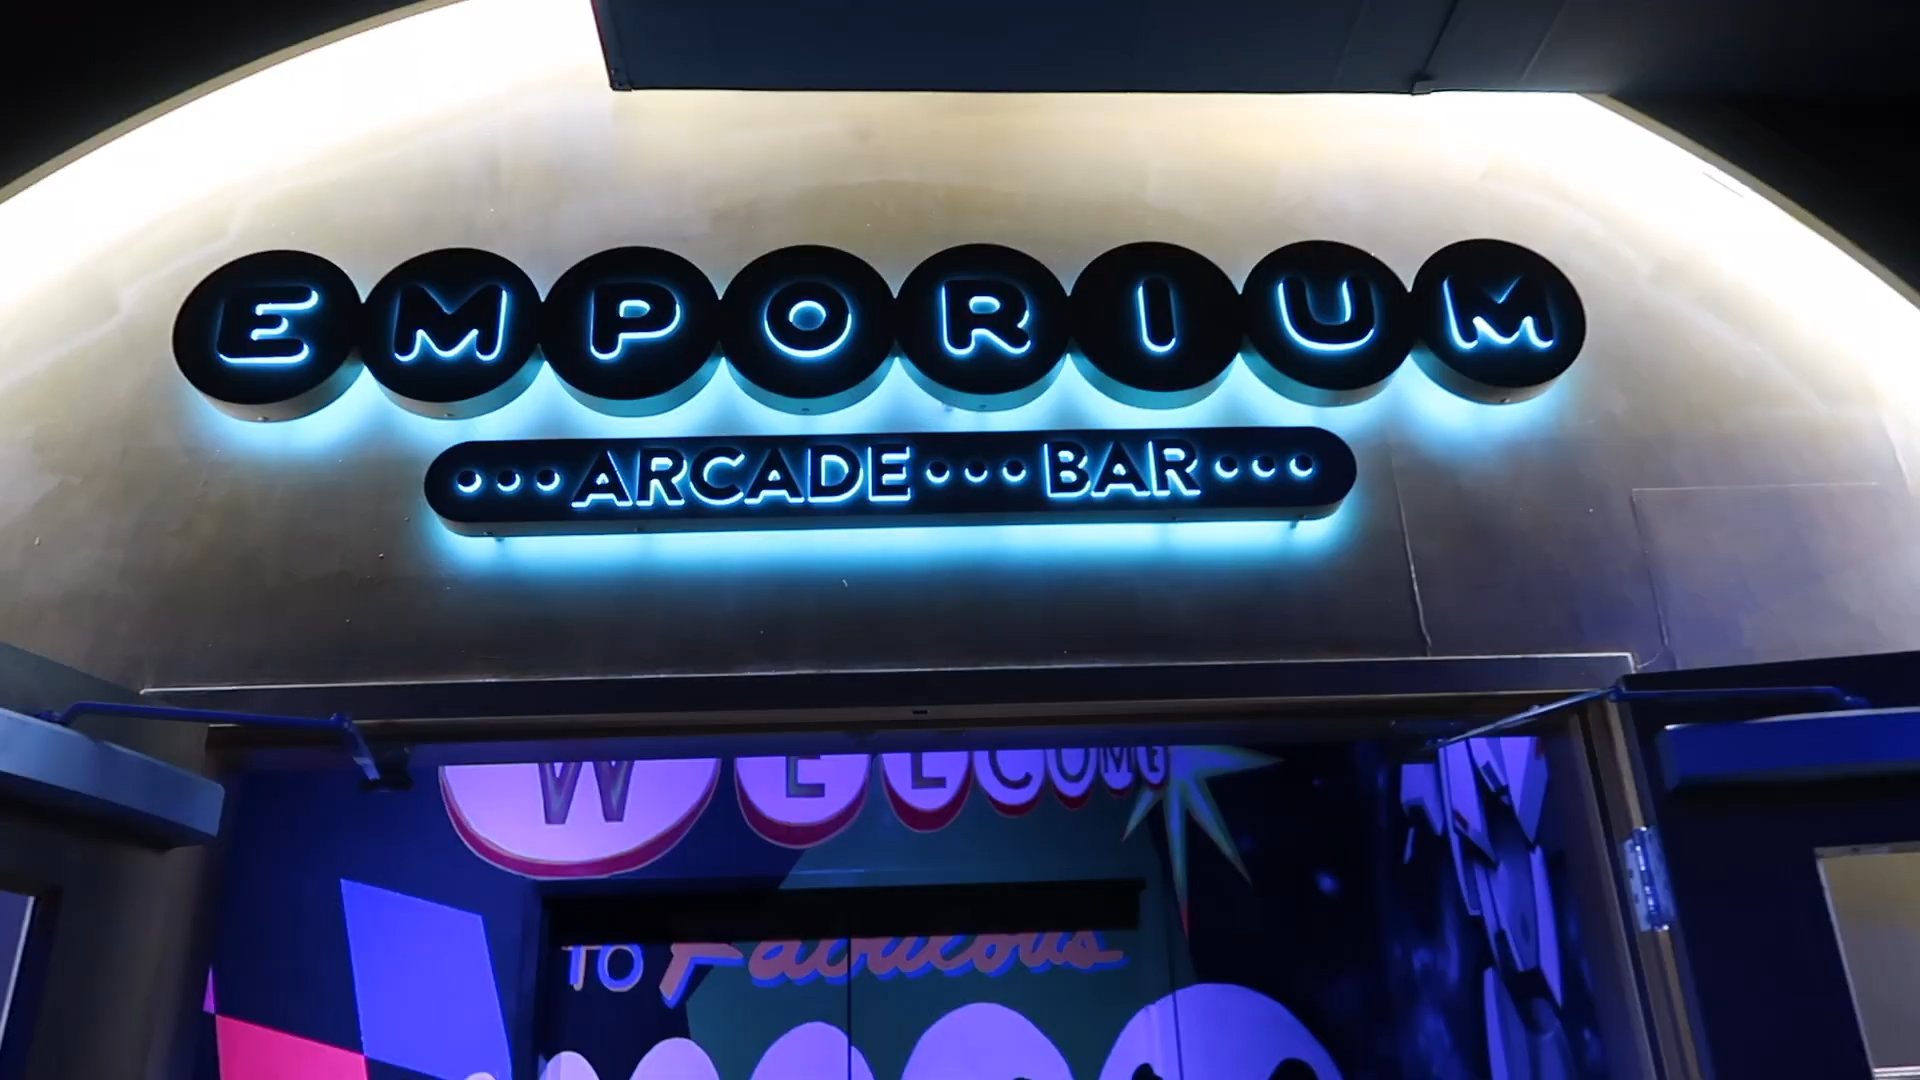 EMPORIUM
•••ARCADE•••BAR•••
WELCOME
TO Fabulous